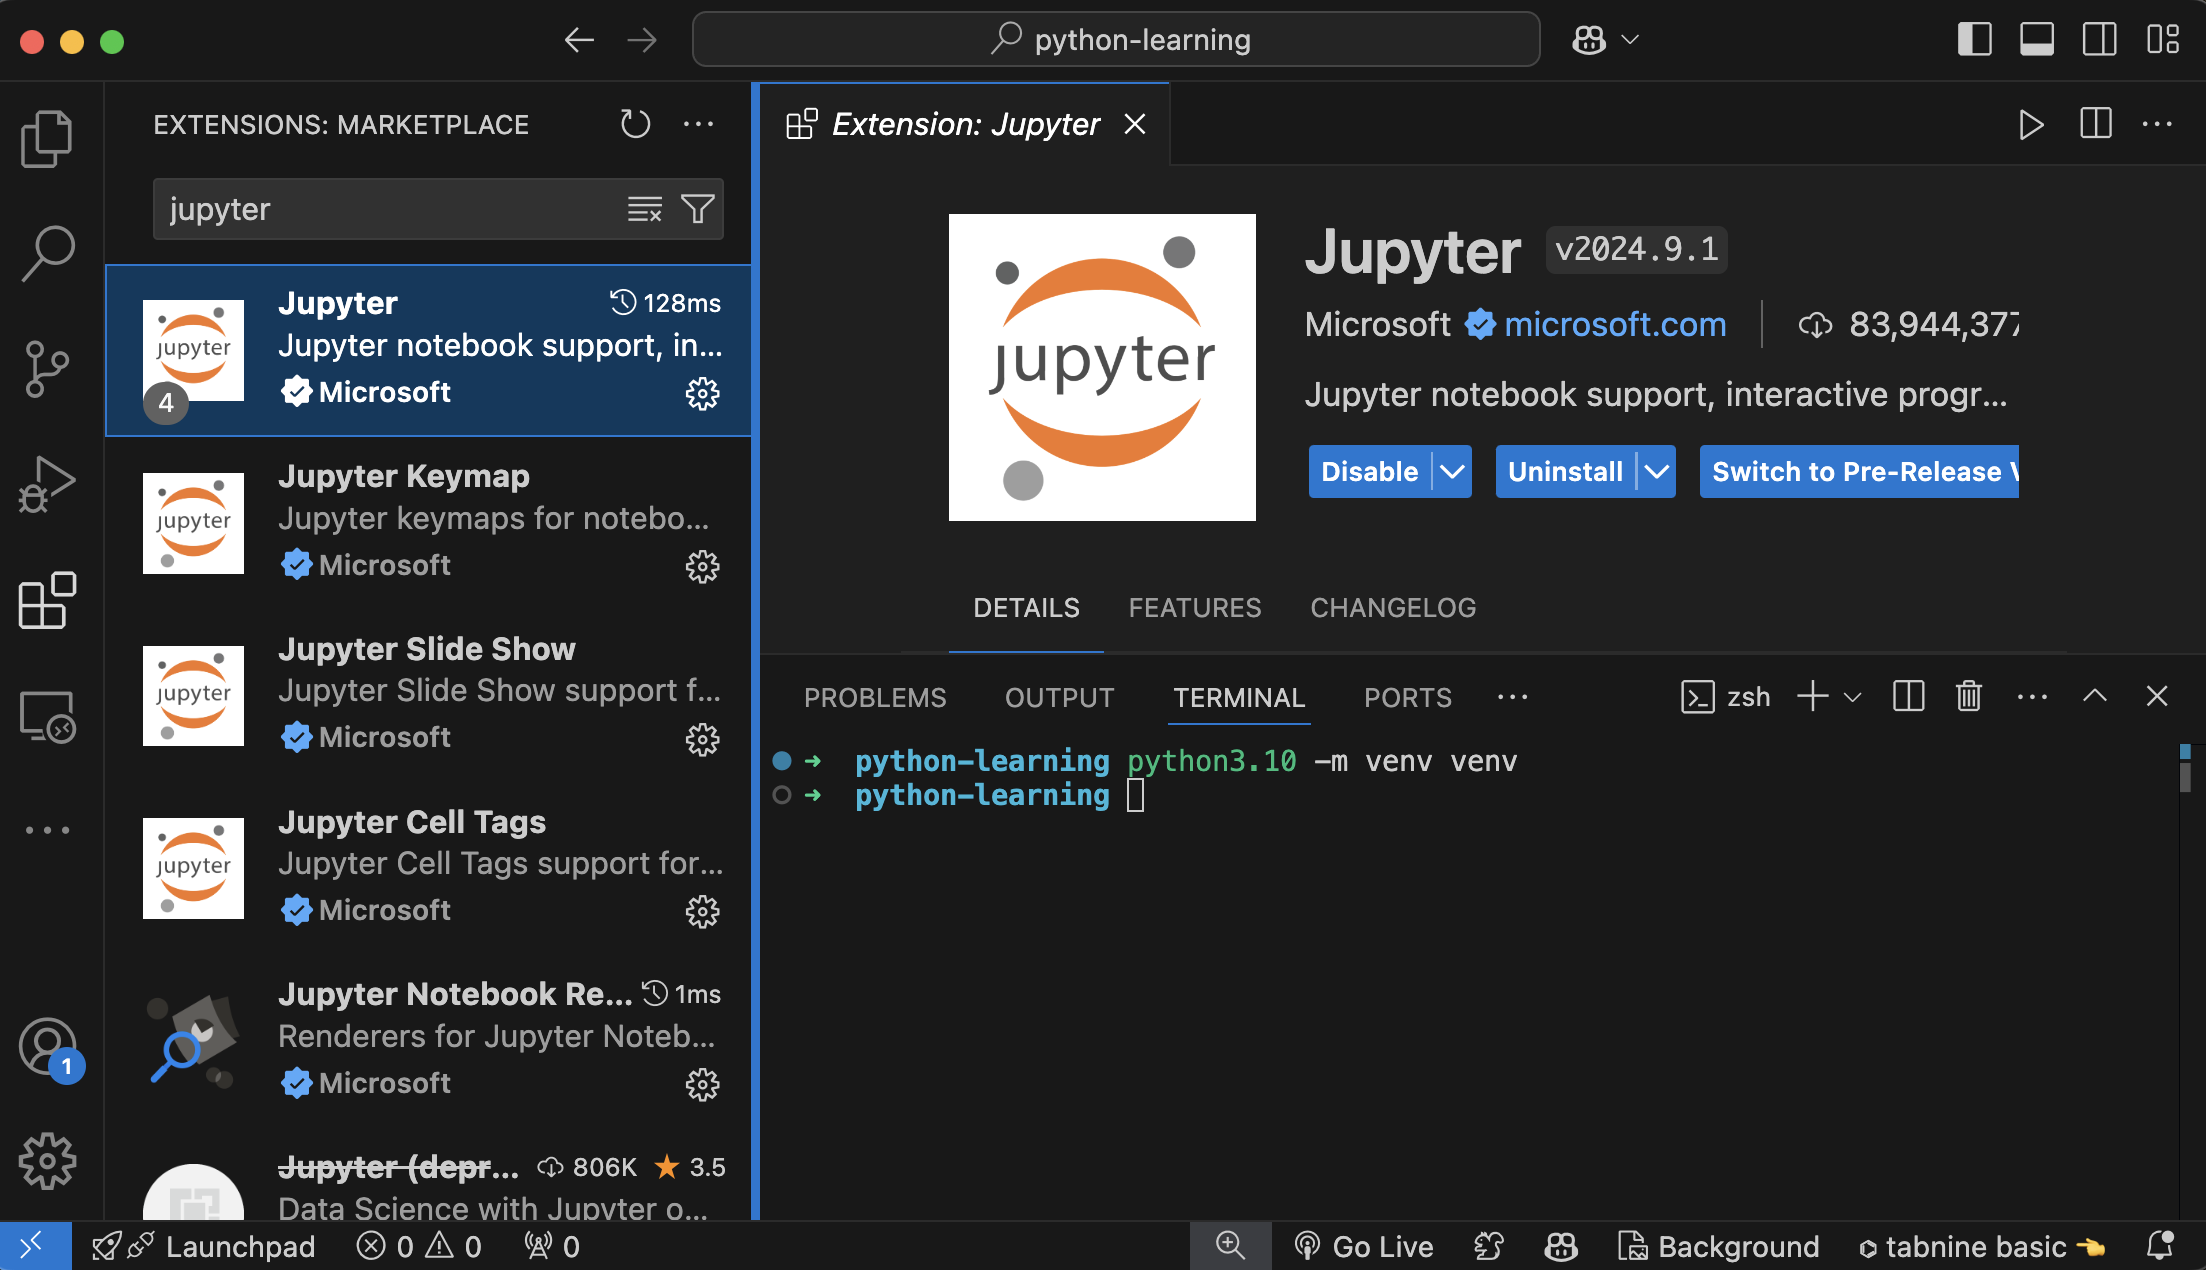 python-learning
EXTENSIONS: MARKETPLACE
jupyter
Jupyter
128ms
Jupyter notebook support, in...
Microsoft
4
jupyter
Jupyter Keymap
Jupyter keymaps for notebo...
Microsoft
jupyter
Jupyter Slide Show
Jupyter Slide Show support f...
Microsoft
jupyter
Jupyter Cell Tags
Jupyter Cell Tags support for...
Microsoft
jupyter
Jupyter Notebook Re...
1ms
Renderers for Jupyter Noteb...
Microsoft
Jupyter (depr...
806K
3.5
Data Science with Jupyter o...
1
Extension: Jupyter
jupyter
Jupyter v2024.9.1
Microsoft microsoft.com
83,944,377
Jupyter notebook support, interactive progr...
Disable
Uninstall
Switch to Pre-Release V
DETAILS FEATURES CHANGELOG
PROBLEMS OUTPUT TERMINAL PORTS ...
zsh
➜ python-learning python3.10 -m venv venv
➜ python-learning
Launchpad
0
0
0
Go Live
Background
tabnine basic